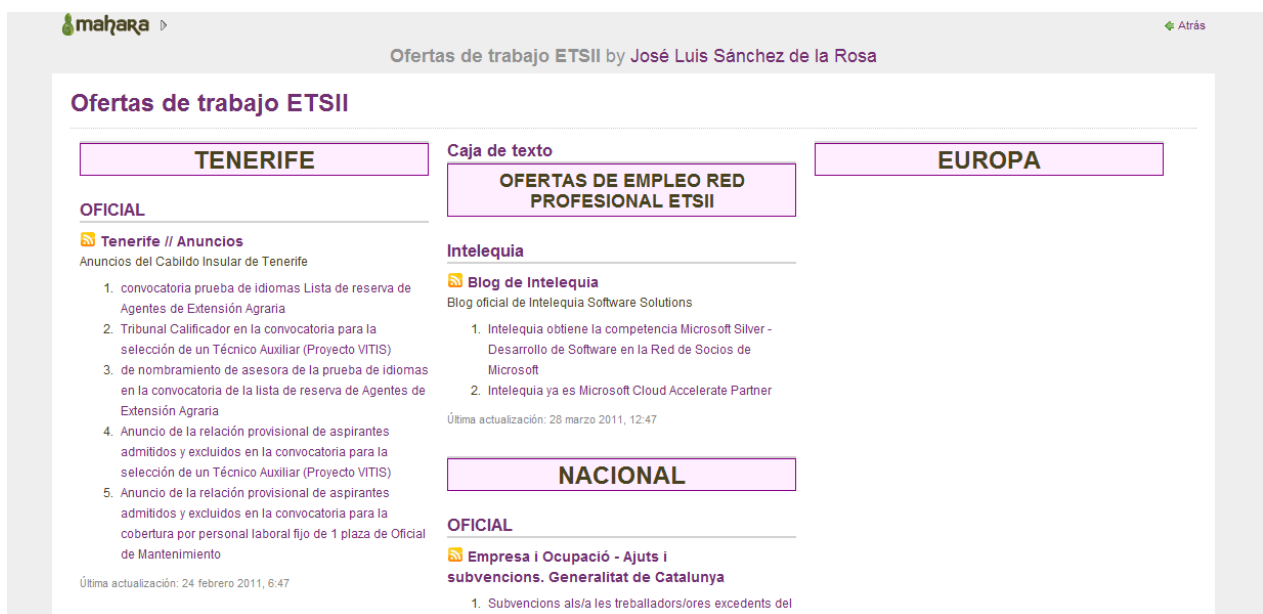 mahara
Atrás
Ofertas de trabajo ETSII by José Luis Sánchez de la Rosa
Ofertas de trabajo ETSII
TENERIFE
OFICIAL
Tenerife // Anuncios
Anuncios del Cabildo Insular de Tenerife
1. convocatoria prueba de idiomas Lista de reserva de
Agentes de Extensión Agraria
2. Tribunal Calificador en la convocatoria para la
selección de un Técnico Auxiliar (Proyecto VITIS)
3. de nombramiento de asesora de la prueba de idiomas
en la convocatoria de la lista de reserva de Agentes de
Extensión Agraria
4. Anuncio de la relación provisional de aspirantes
admitidos y excluidos en la convocatoria para la
selección de un Técnico Auxiliar (Proyecto VITIS)
5. Anuncio de la relación provisional de aspirantes
admitidos y excluidos en la convocatoria para la
cobertura por personal laboral fijo de 1 plaza de Oficial
de Mantenimiento
Última actualización: 24 febrero 2011, 6:47
Caja de texto
OFERTAS DE EMPLEO RED
PROFESIONAL ETSII
Intelequia
Blog de Intelequia
Blog oficial de Intelequia Software Solutions
1. Intelequia obtiene la competencia Microsoft Silver -
Desarrollo de Software en la Red de Socios de
Microsoft
2. Intelequia ya es Microsoft Cloud Accelerate Partner
Última actualización: 28 marzo 2011, 12:47
NACIONAL
OFICIAL
Empresa i Ocupació - Ajuts i
subvencions. Generalitat de Catalunya
1. Subvencions als/a les treballadors/ores excedents del
EUROPA